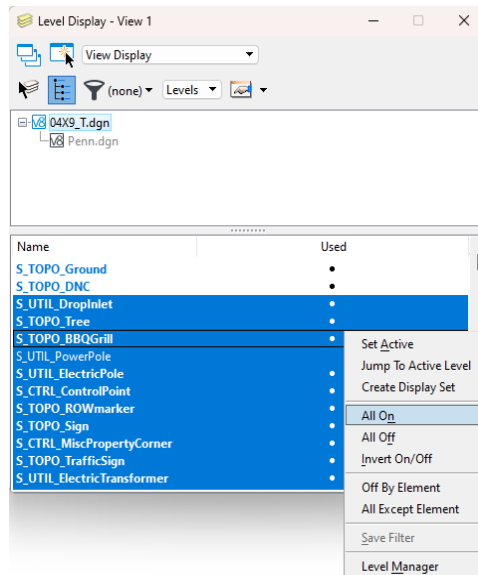 Level Display - View 1
View Display
(none) Levels
V8 04X9_T.dgn
V8 Penn.dgn
Name Used
S_TOPO_Ground
S_TOPO_DNC
S_UTIL_DropInlet
S_TOPO_Tree
S_TOPO_BBQGrill
S_UTIL_PowerPole
S_UTIL_ElectricPole
S_CTRL_ControlPoint
S_TOPO_ROWmarker
S_TOPO_Sign
S_CTRL_MiscPropertyCorner
S_TOPO_TrafficSign
S_UTIL_ElectricTransformer
Set Active
Jump To Active Level
Create Display Set
All On
All Off
Invert On/Off
Off By Element
All Except Element
Save Filter
Level Manager